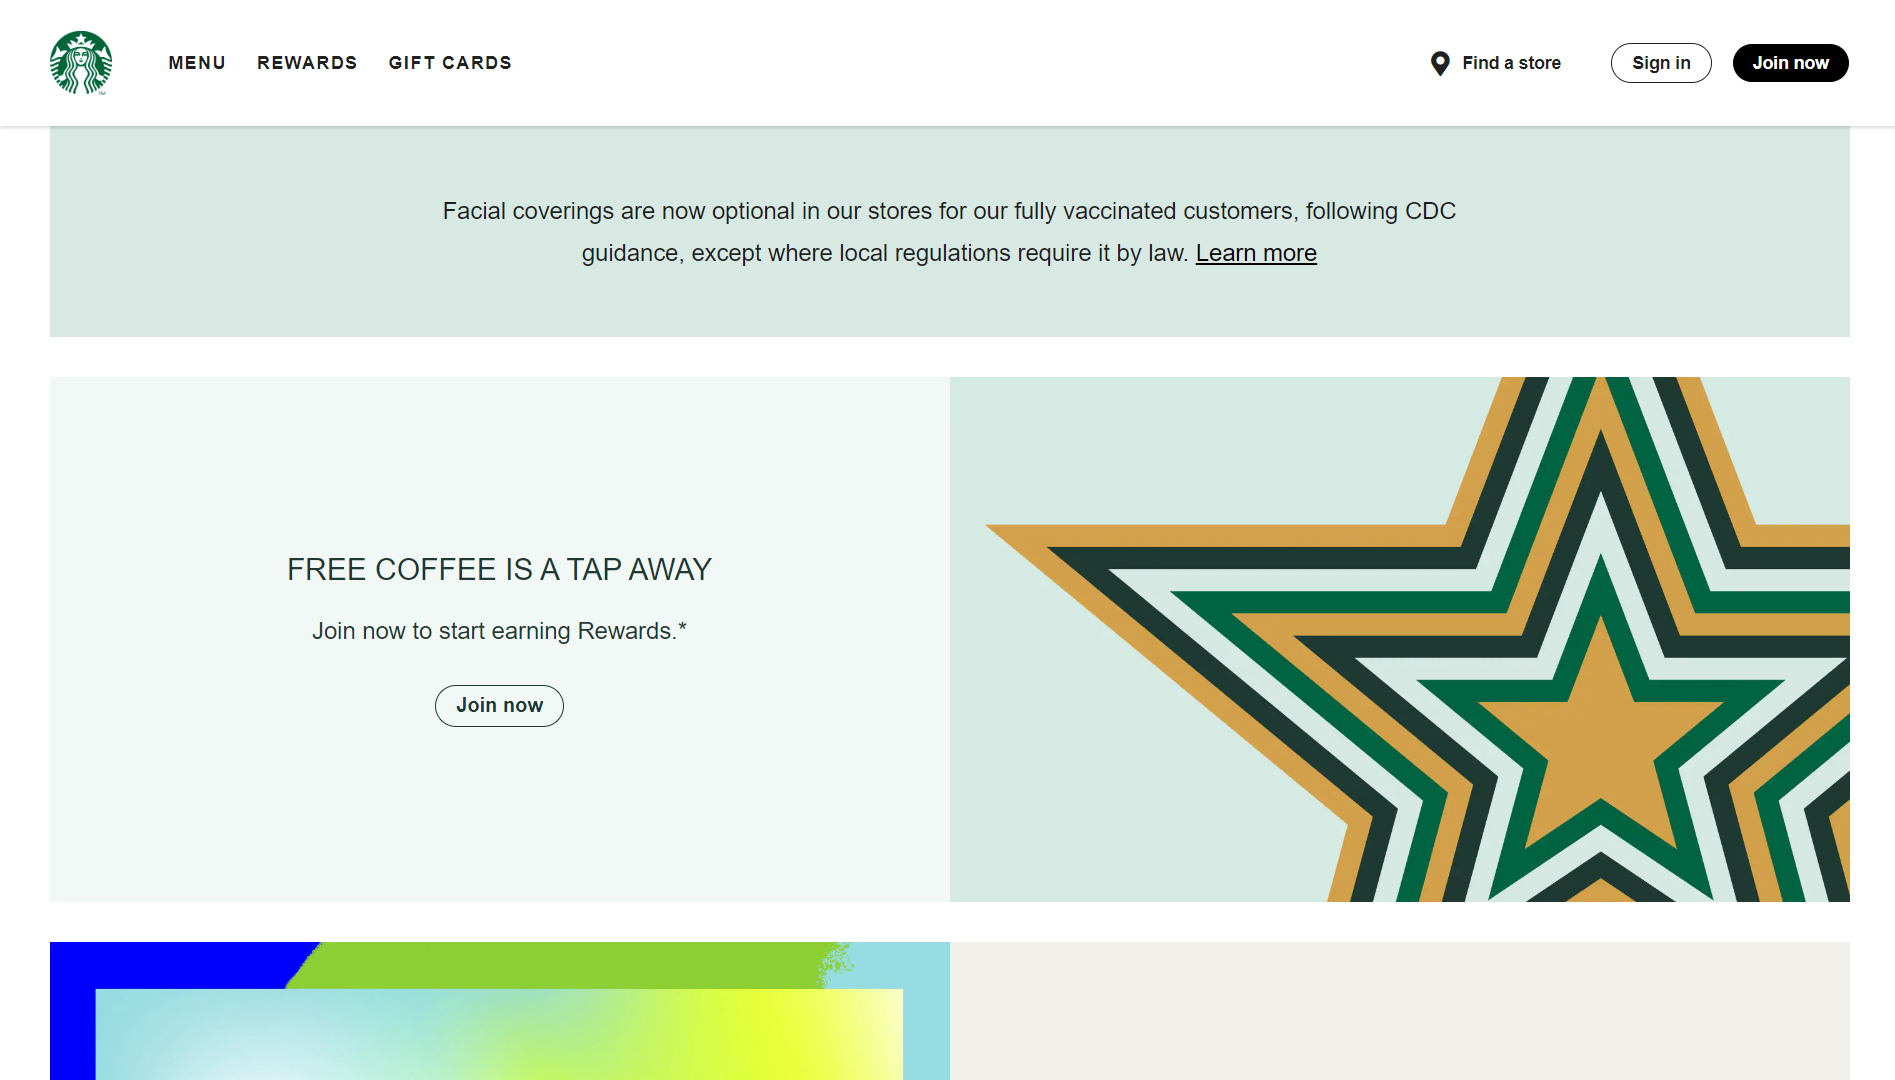 MENU
REWARDS
GIFT CARDS
Find a store
Sign in
Join now
Facial coverings are now optional in our stores for our fully vaccinated customers, following CDC
guidance, except where local regulations require it by law. Learn more
FREE COFFEE IS A TAP AWAY
Join now to start earning Rewards.*
Join now